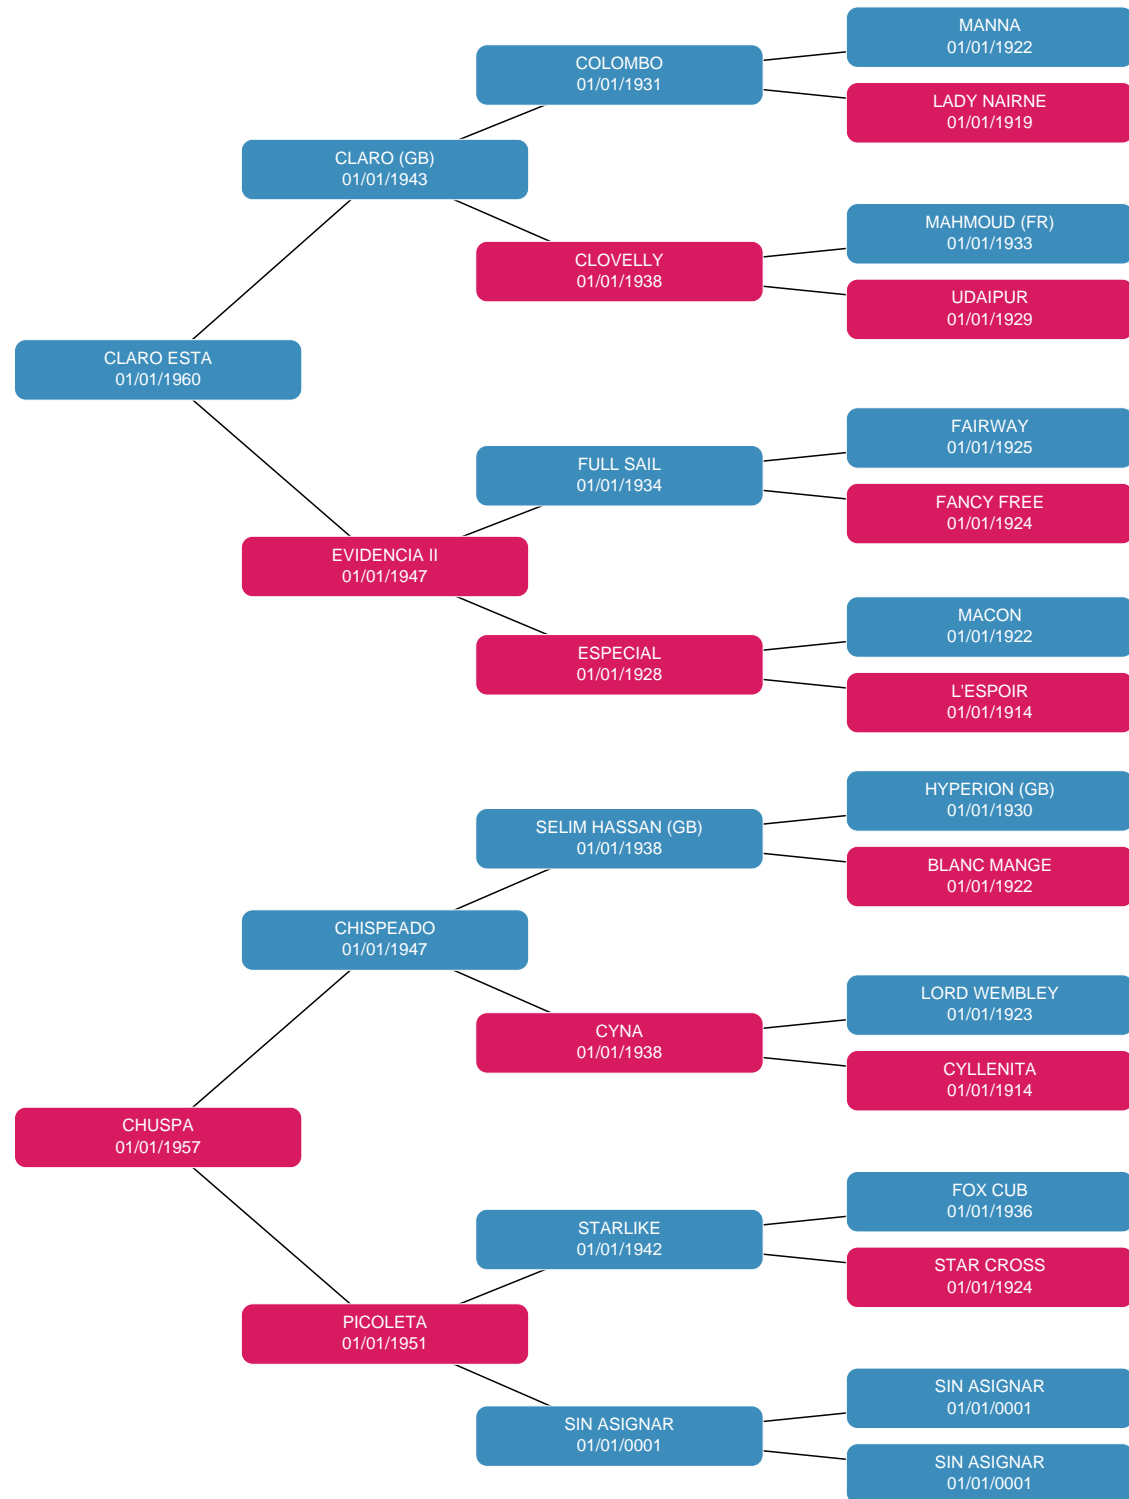 MANNA
01/01/1922
COLOMBO
01/01/1931
LADY NAIRNE
01/01/1919
CLARO (GB)
01/01/1943
MAHMOUD (FR)
01/01/1933
CLOVELLY
01/01/1938
UDAIPUR
01/01/1929
CLARO ESTA
01/01/1960
FAIRWAY
01/01/1925
FULL SAIL
01/01/1934
FANCY FREE
01/01/1924
EVIDENCIA II
01/01/1947
MACON
01/01/1922
ESPECIAL
01/01/1928
L'ESPOIR
01/01/1914
HYPERION (GB)
01/01/1930
SELIM HASSAN (GB)
01/01/1938
BLANC MANGE
01/01/1922
CHISPEADO
01/01/1947
LORD WEMBLEY
01/01/1923
CYNA
01/01/1938
CYLLENITA
01/01/1914
CHUSPA
01/01/1957
FOX CUB
01/01/1936
STARLIKE
01/01/1942
STAR CROSS
01/01/1924
PICOLETA
01/01/1951
SIN ASIGNAR
01/01/0001
SIN ASIGNAR
01/01/0001
SIN ASIGNAR
01/01/0001